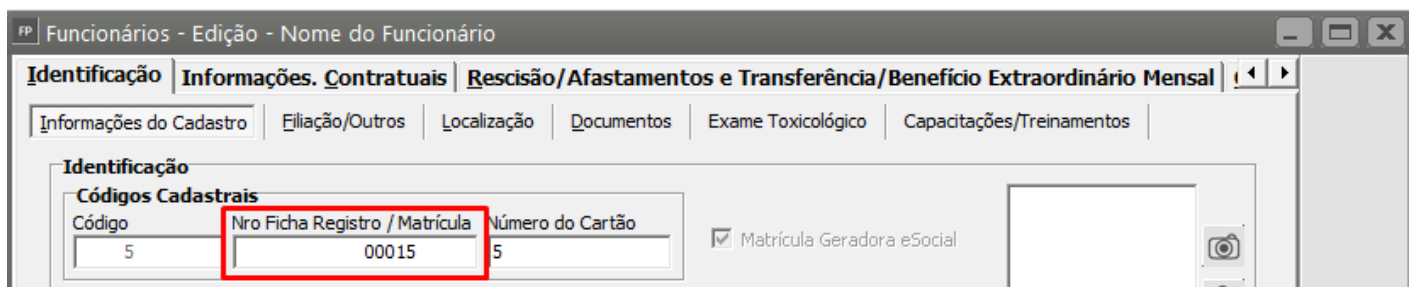 FP Funcionários - Edição - Nome do Funcionário
Identificação Informações. Contratuais Rescisão/Afastamentos e Transferência/Benefício Extraordinário Mensal
Informações do Cadastro Filiação/Outros Localização Documentos Exame Toxicológico Capacitações/Treinamentos
Identificação
Códigos Cadastrais
Código Nro Ficha Registro / Matrícula Número do Cartão
5 00015 5
Matrícula Geradora eSocial